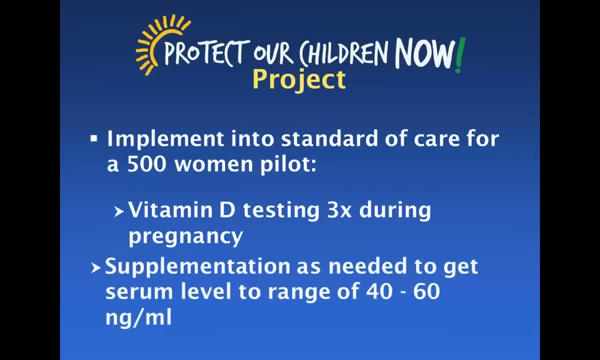 PROTECT OUR CHILDREN NOW!
Project
▪ Implement into standard of care for
a 500 women pilot:
➢ Vitamin D testing 3x during
pregnancy
➢ Supplementation as needed to get
serum level to range of 40 - 60
ng/ml